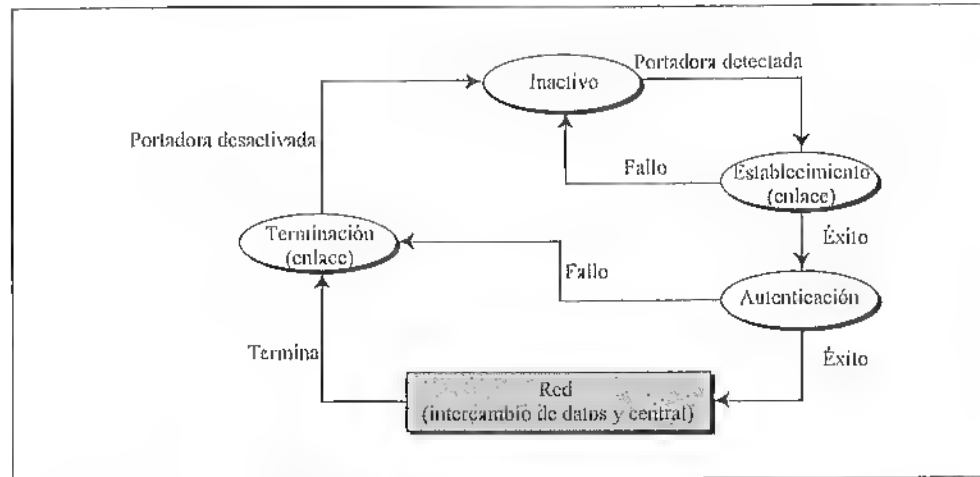 Inactivo
Portadora detectada
Portadora desactivada
Fallo
Establecimiento
(enlace)
Éxito
Terminación
(enlace)
Fallo
Autenticación
Termina
Éxito
Red
(intercambio de datos y central)